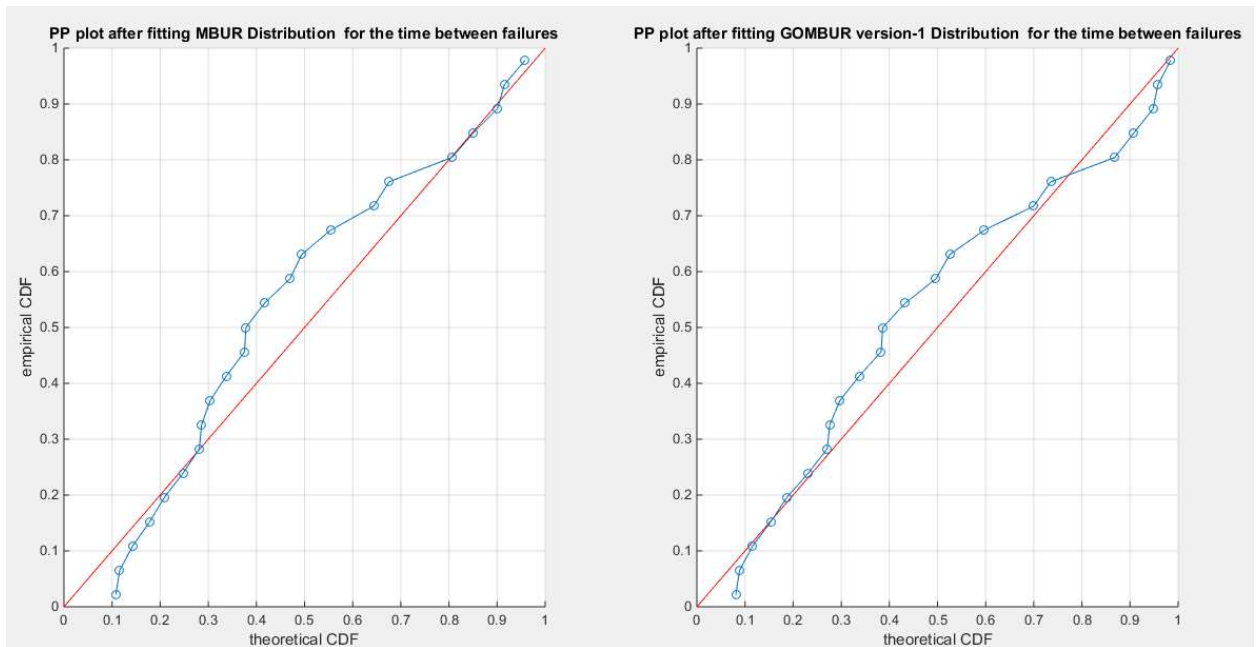 PP plot after fitting MBUR Distribution for the time between failures
1
0.9
0.8
0.7
0.6
0.5
0.4
0.3
0.2
0.1
0
empirical CDF
0 0.1 0.2 0.3 0.4 0.5 0.6 0.7 0.8 0.9 1
theoretical CDF
PP plot after fitting GOMBUR version-1 Distribution for the time between failures
1
0.9
0.8
0.7
0.6
0.5
0.4
0.3
0.2
0.1
0
empirical CDF
0 0.1 0.2 0.3 0.4 0.5 0.6 0.7 0.8 0.9 1
theoretical CDF